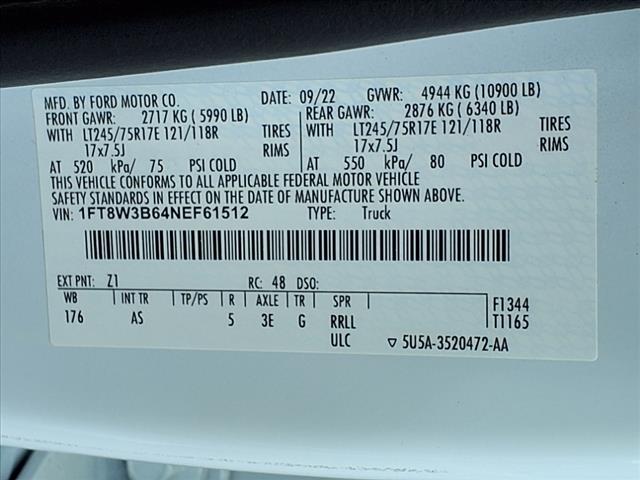 MFD. BY FORD MOTOR CO. DATE: 09/22 GVWR: 4944 KG (10900 LB)
FRONT GAWR: 2717 KG ( 5990 LB) REAR GAWR: 2876 KG ( 6340 LB)
WITH LT245/75R17E 121/118R TIRES WITH LT245/75R17E 121/118R TIRES
17x7.5J RIMS 17x7.5J RIMS
AT 520 kPa/ 75 PSI COLD AT 550 kPa/ 80 PSI COLD
THIS VEHICLE CONFORMS TO ALL APPLICABLE FEDERAL MOTOR VEHICLE
SAFETY STANDARDS IN EFFECT ON THE DATE OF MANUFACTURE SHOWN ABOVE.
VIN: 1FT8W3B64NEF61512 TYPE: Truck
EXT PNT: Z1 RC: 48 DSO:
WB INT TR TP/PS R AXLE TR SPR F1344
176 AS 5 3E G RRLL T1165
ULC ▽ 5U5A-3520472-AA